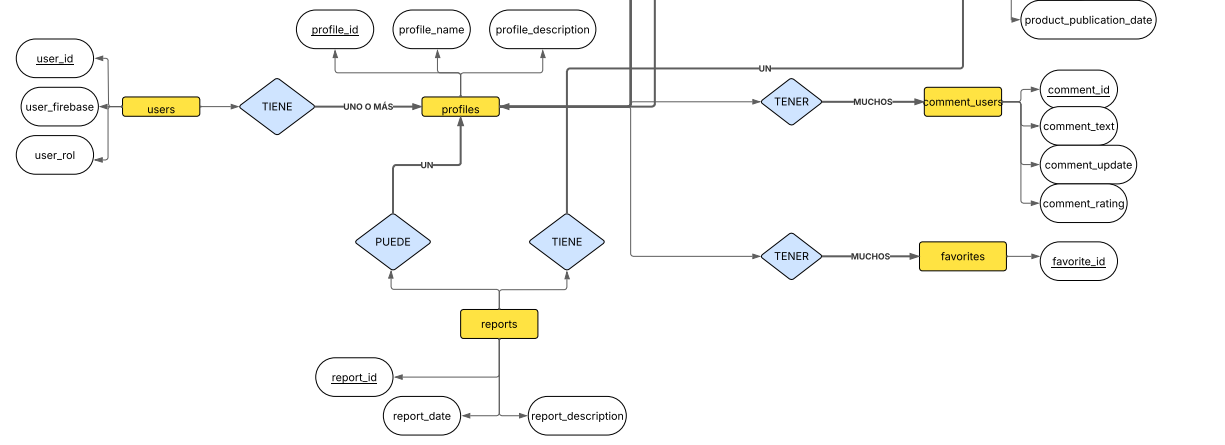 product_publication_date
profile_id
profile_name
profile_description
user_id
user_firebase
user_rol
users
TIENE
UNO O MÁS
profiles
UN
TENER
MUCHOS
comment_users
comment_id
comment_text
comment_update
comment_rating
UN
PUEDE
TIENE
TENER
MUCHOS
favorites
favorite_id
reports
report_id
report_date
report_description